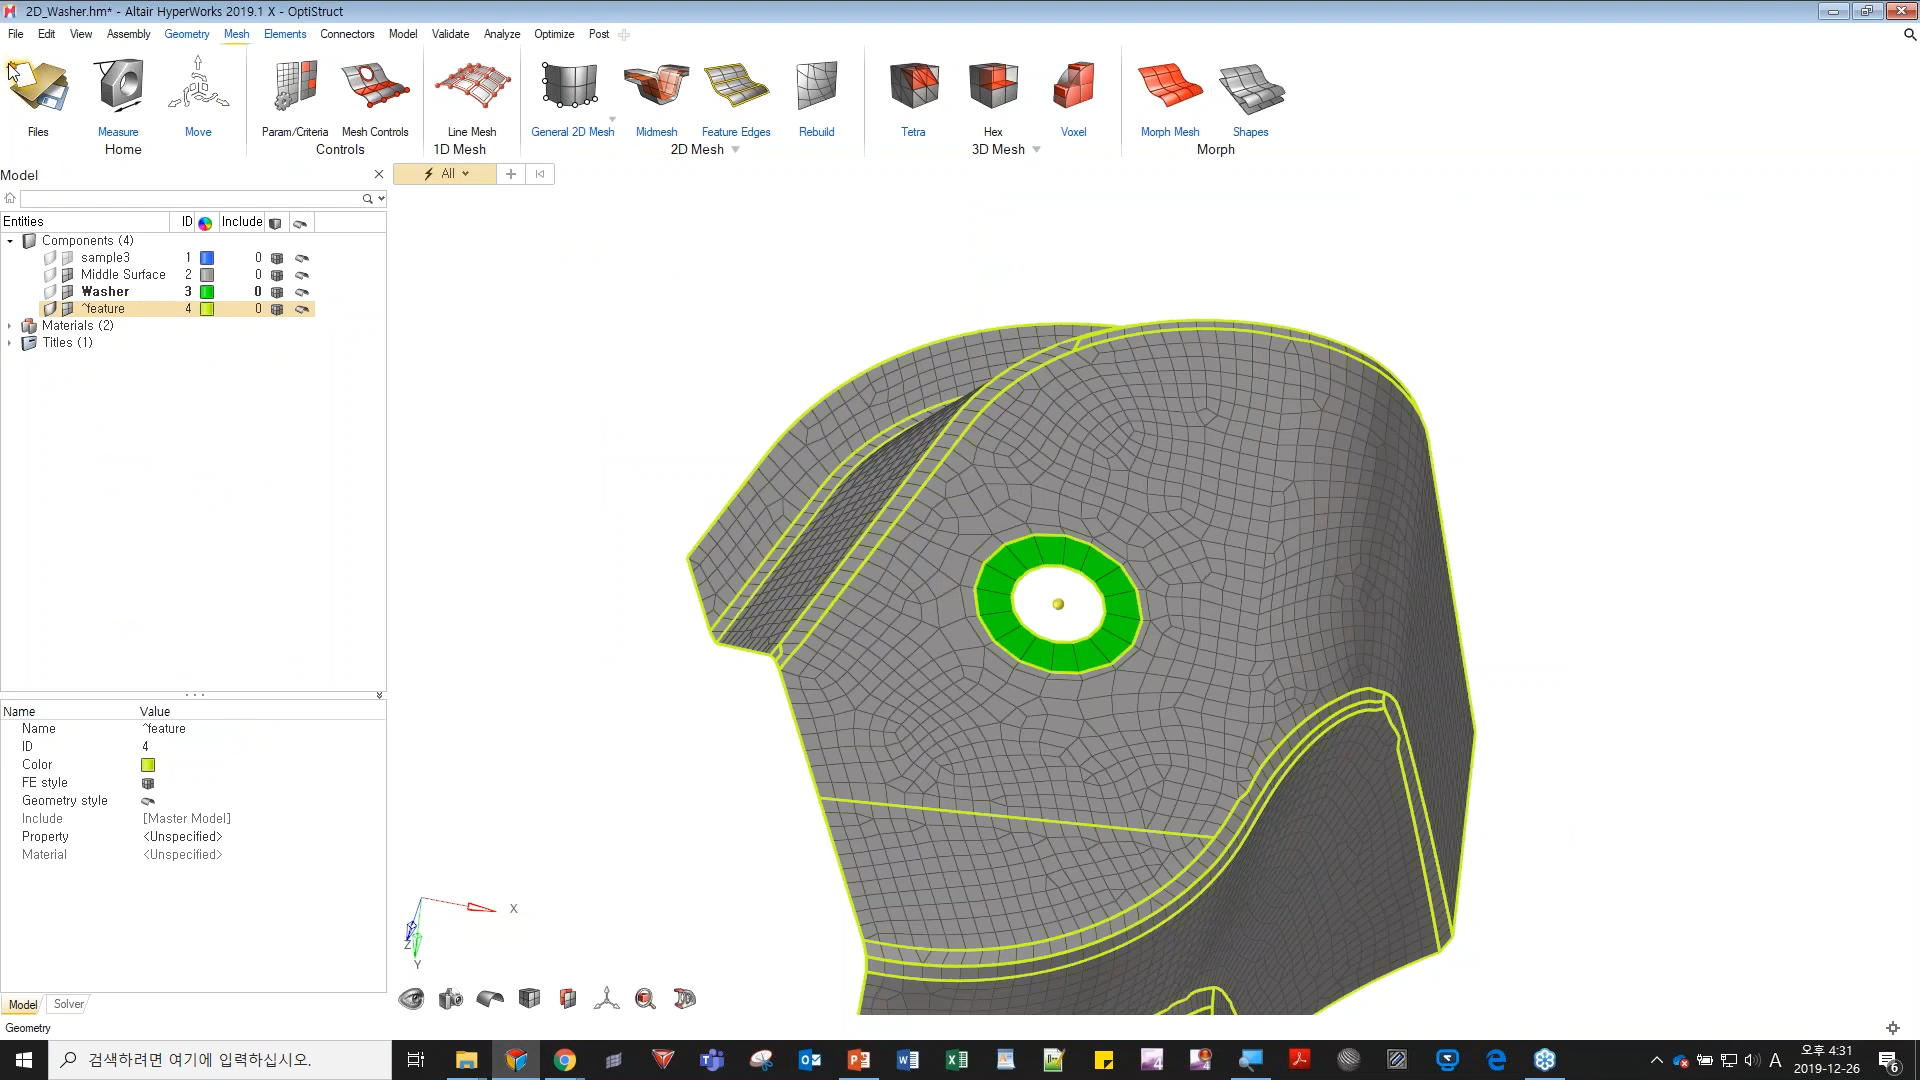 2D_Washer.hm* - Altair HyperWorks 2019.1 X - OptiStruct
File Edit View Assembly Geometry Mesh Elements Connectors Model Validate Analyze Optimize Post
Files Measure Move Param/Criteria Mesh Controls Line Mesh General 2D Mesh Midmesh Feature Edges Rebuild Tetra Hex Voxel Morph Mesh Shapes
Home Controls 1D Mesh 2D Mesh 3D Mesh Morph
Model
All
Entities ID Include
Components (4)
sample3 1 0
Middle Surface 2 0
Washer 3 0
^feature 4 0
Materials (2)
Titles (1)
Name Value
Name ^feature
ID 4
Color
FE style
Geometry style
Include [Master Model]
Property <Unspecified>
Material <Unspecified>
X
Z
Y
Model Solver
Geometry
검색하려면 여기에 입력하십시오.
A
오후 4:31
2019-12-26
6